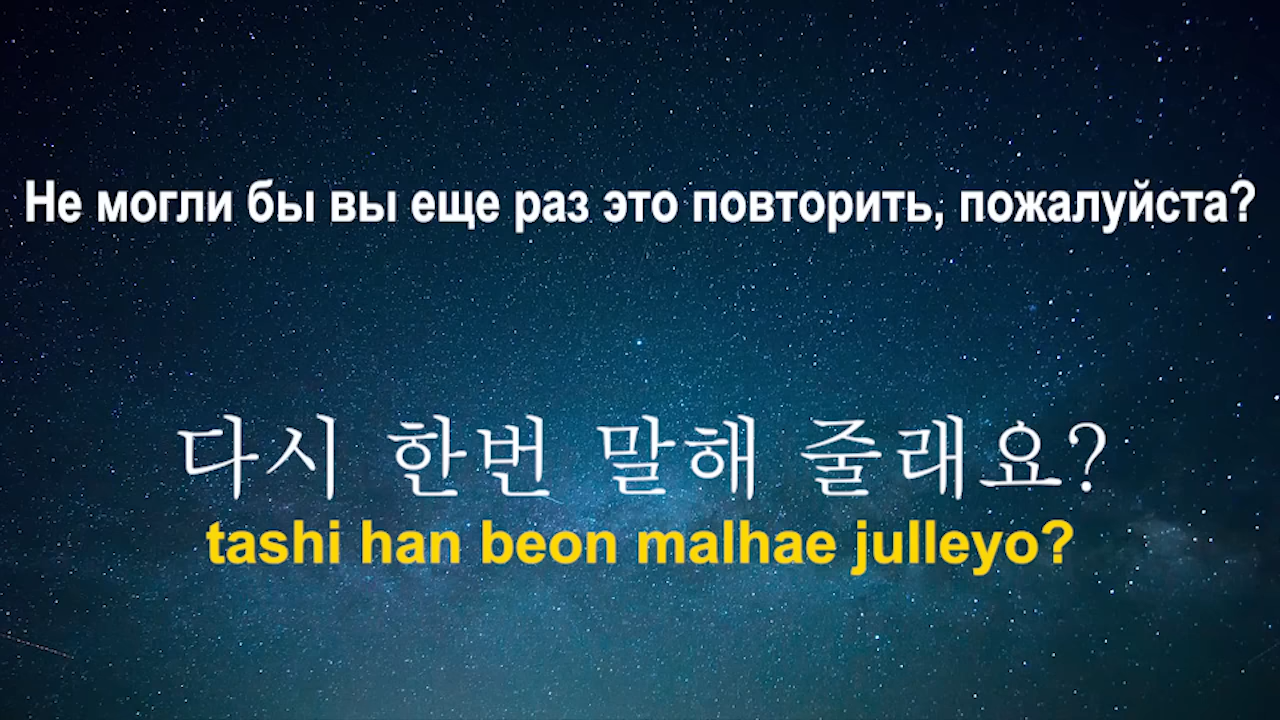 Не могли бы вы еще раз это повторить, пожалуйста?
다시 한번 말해 줄래요?
tashi han beon malhae julleyo?